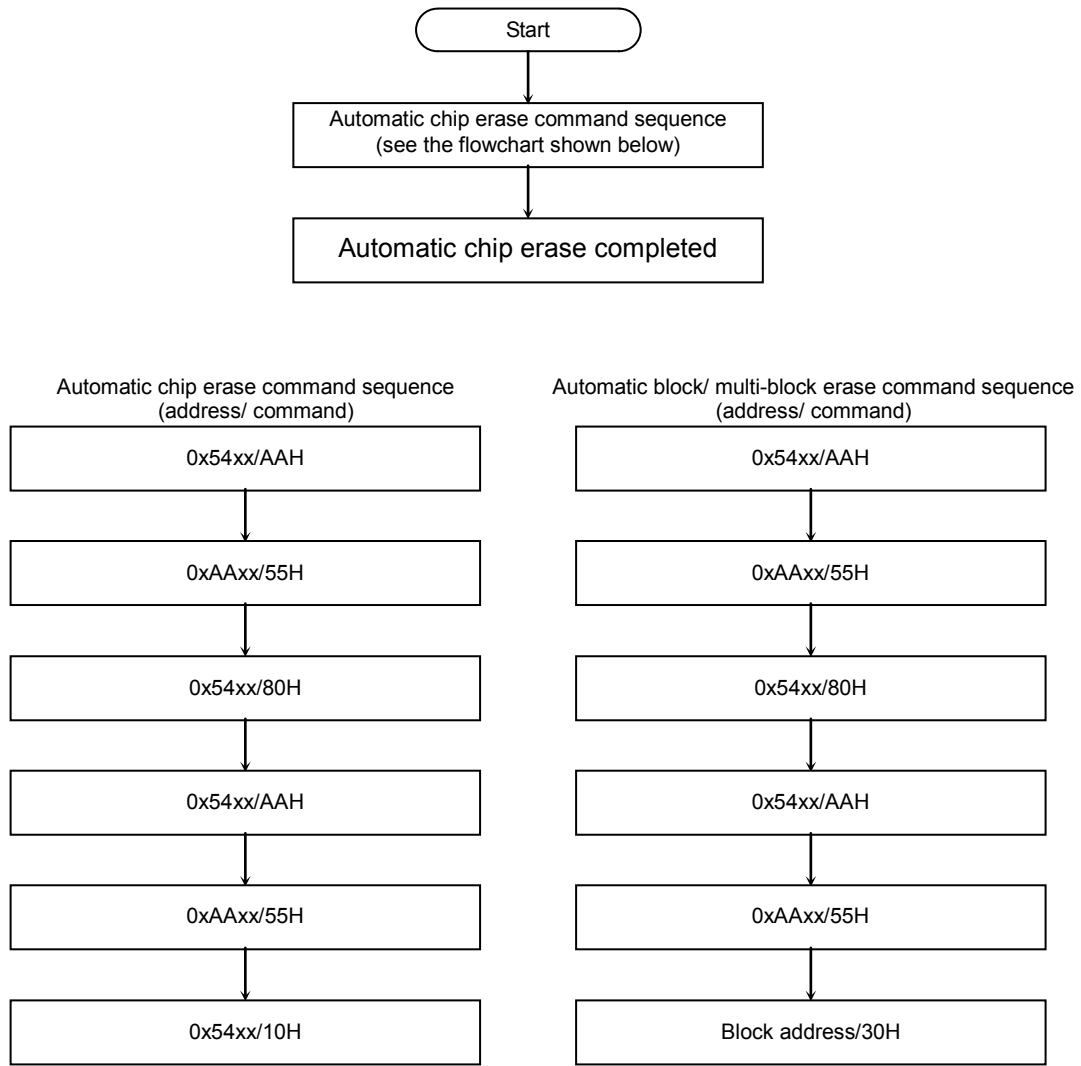 Start
Automatic chip erase command sequence
(see the flowchart shown below)
Automatic chip erase completed
Automatic chip erase command sequence
(address/ command)
0x54xx/AAH
0xAAxx/55H
0x54xx/80H
0x54xx/AAH
0xAAxx/55H
0x54xx/10H
Automatic block/ multi-block erase command sequence
(address/ command)
0x54xx/AAH
0xAAxx/55H
0x54xx/80H
0x54xx/AAH
0xAAxx/55H
Block address/30H